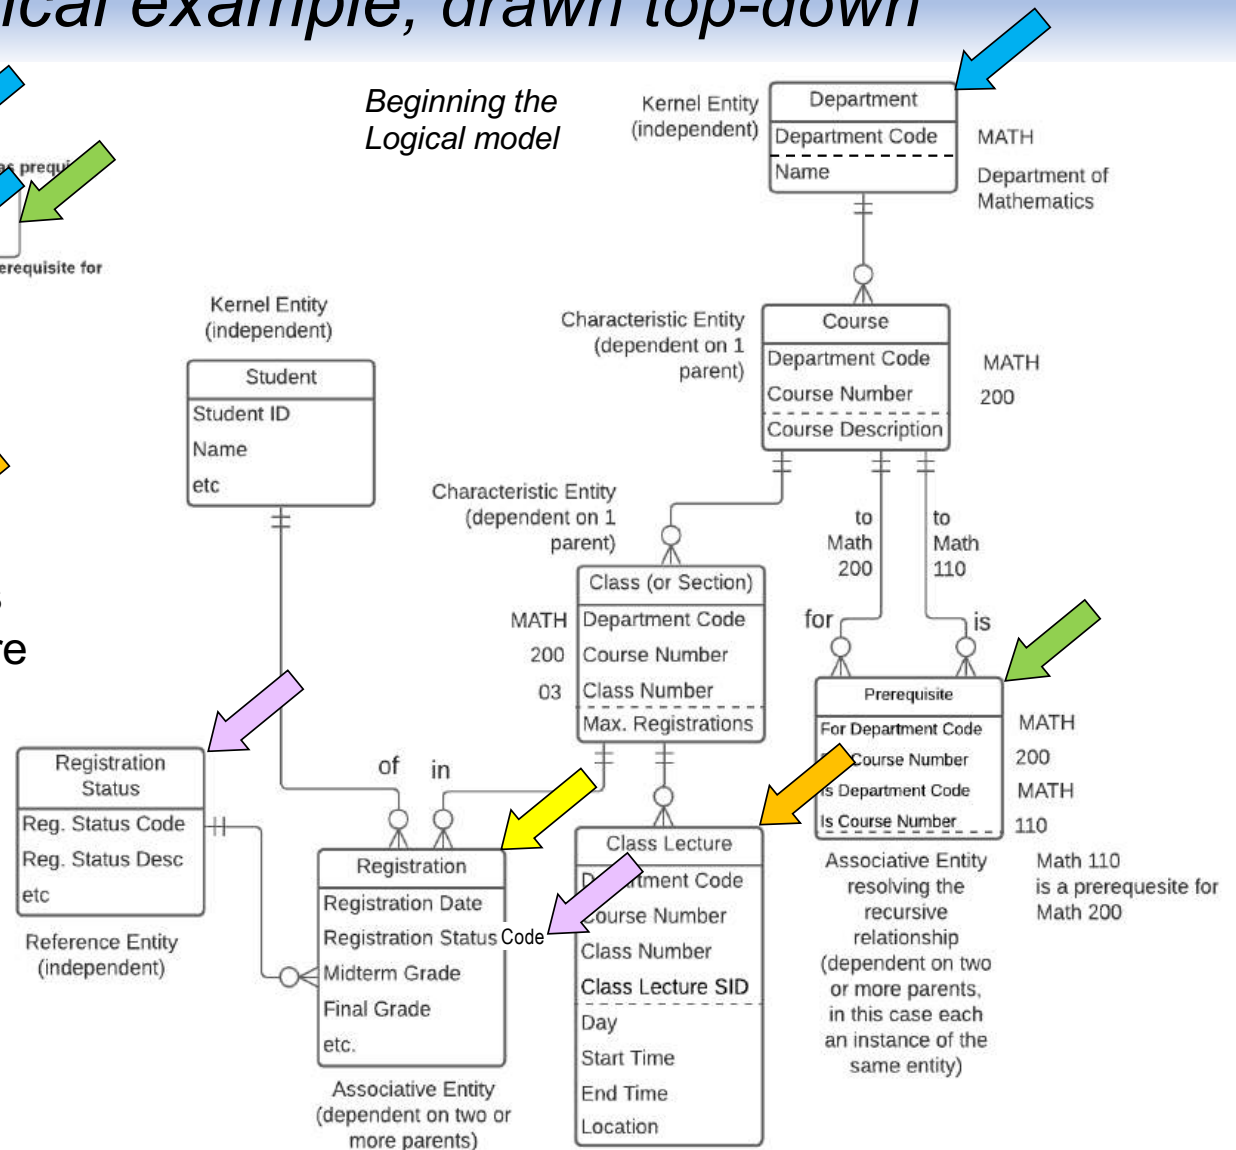 ical example, drawn top-down
Beginning the
Logical model
as prequi
erequisite for
re
Kernel Entity
(independent)
Department
Department Code
Name
MATH
Department of
Mathematics
Characteristic Entity
(dependent on 1
parent)
Course
Department Code
Course Number
Course Description
MATH
200
Kernel Entity
(independent)
Student
Student ID
Name
etc
Characteristic Entity
(dependent on 1
parent)
to
Math
200
to
Math
110
for
is
Class (or Section)
MATH Department Code
200 Course Number
03 Class Number
Max. Registrations
Prerequisite
For Department Code
Course Number
Is Department Code
Is Course Number
MATH
200
MATH
110
Associative Entity
resolving the
recursive
relationship
(dependent on two
or more parents,
in this case each
an instance of the
same entity)
Math 110
is a prerequesite for
Math 200
Registration
Status
Reg. Status Code
Reg. Status Desc
etc
Reference Entity
(independent)
of
in
Registration
Registration Date
Registration Status Code
Midterm Grade
Final Grade
etc.
Associative Entity
(dependent on two or
more parents)
Class Lecture
Department Code
Course Number
Class Number
Class Lecture SID
Day
Start Time
End Time
Location